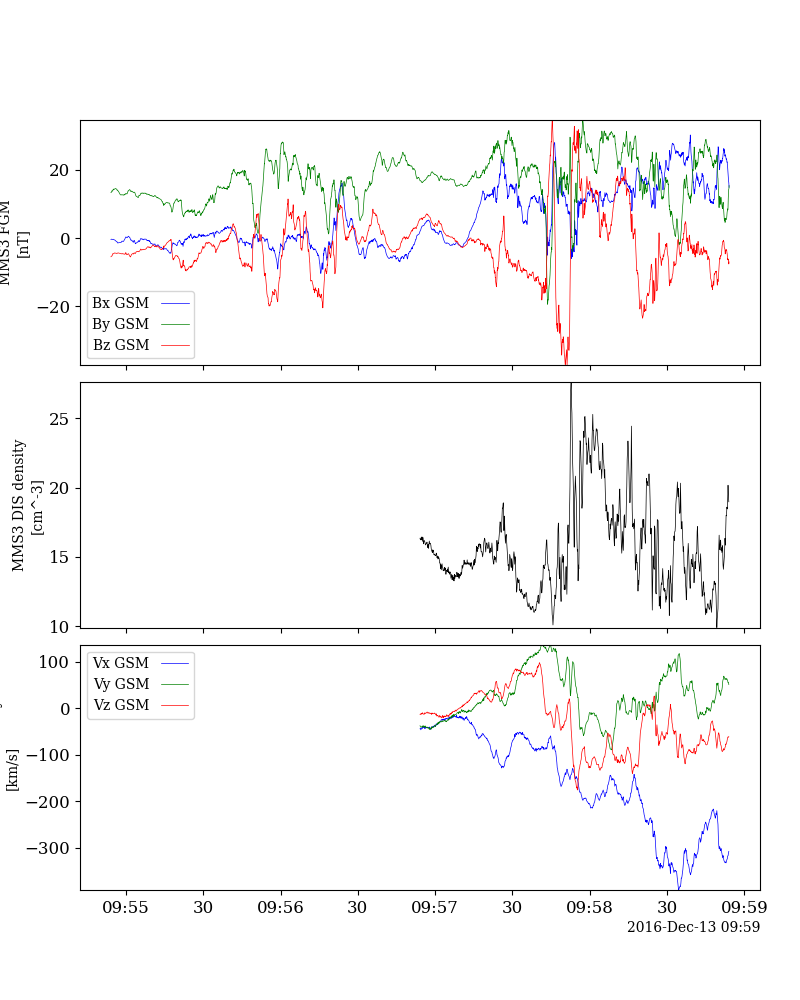 MMS3 FGM
[nT]
20
0
−20
Bx GSM
By GSM
Bz GSM
MMS3 DIS density
[cm^-3]
25
20
15
10
[km/s]
100
0
−100
−200
−300
Vx GSM
Vy GSM
Vz GSM
09:55 30 09:56 30 09:57 30 09:58 30 09:59
2016-Dec-13 09:59